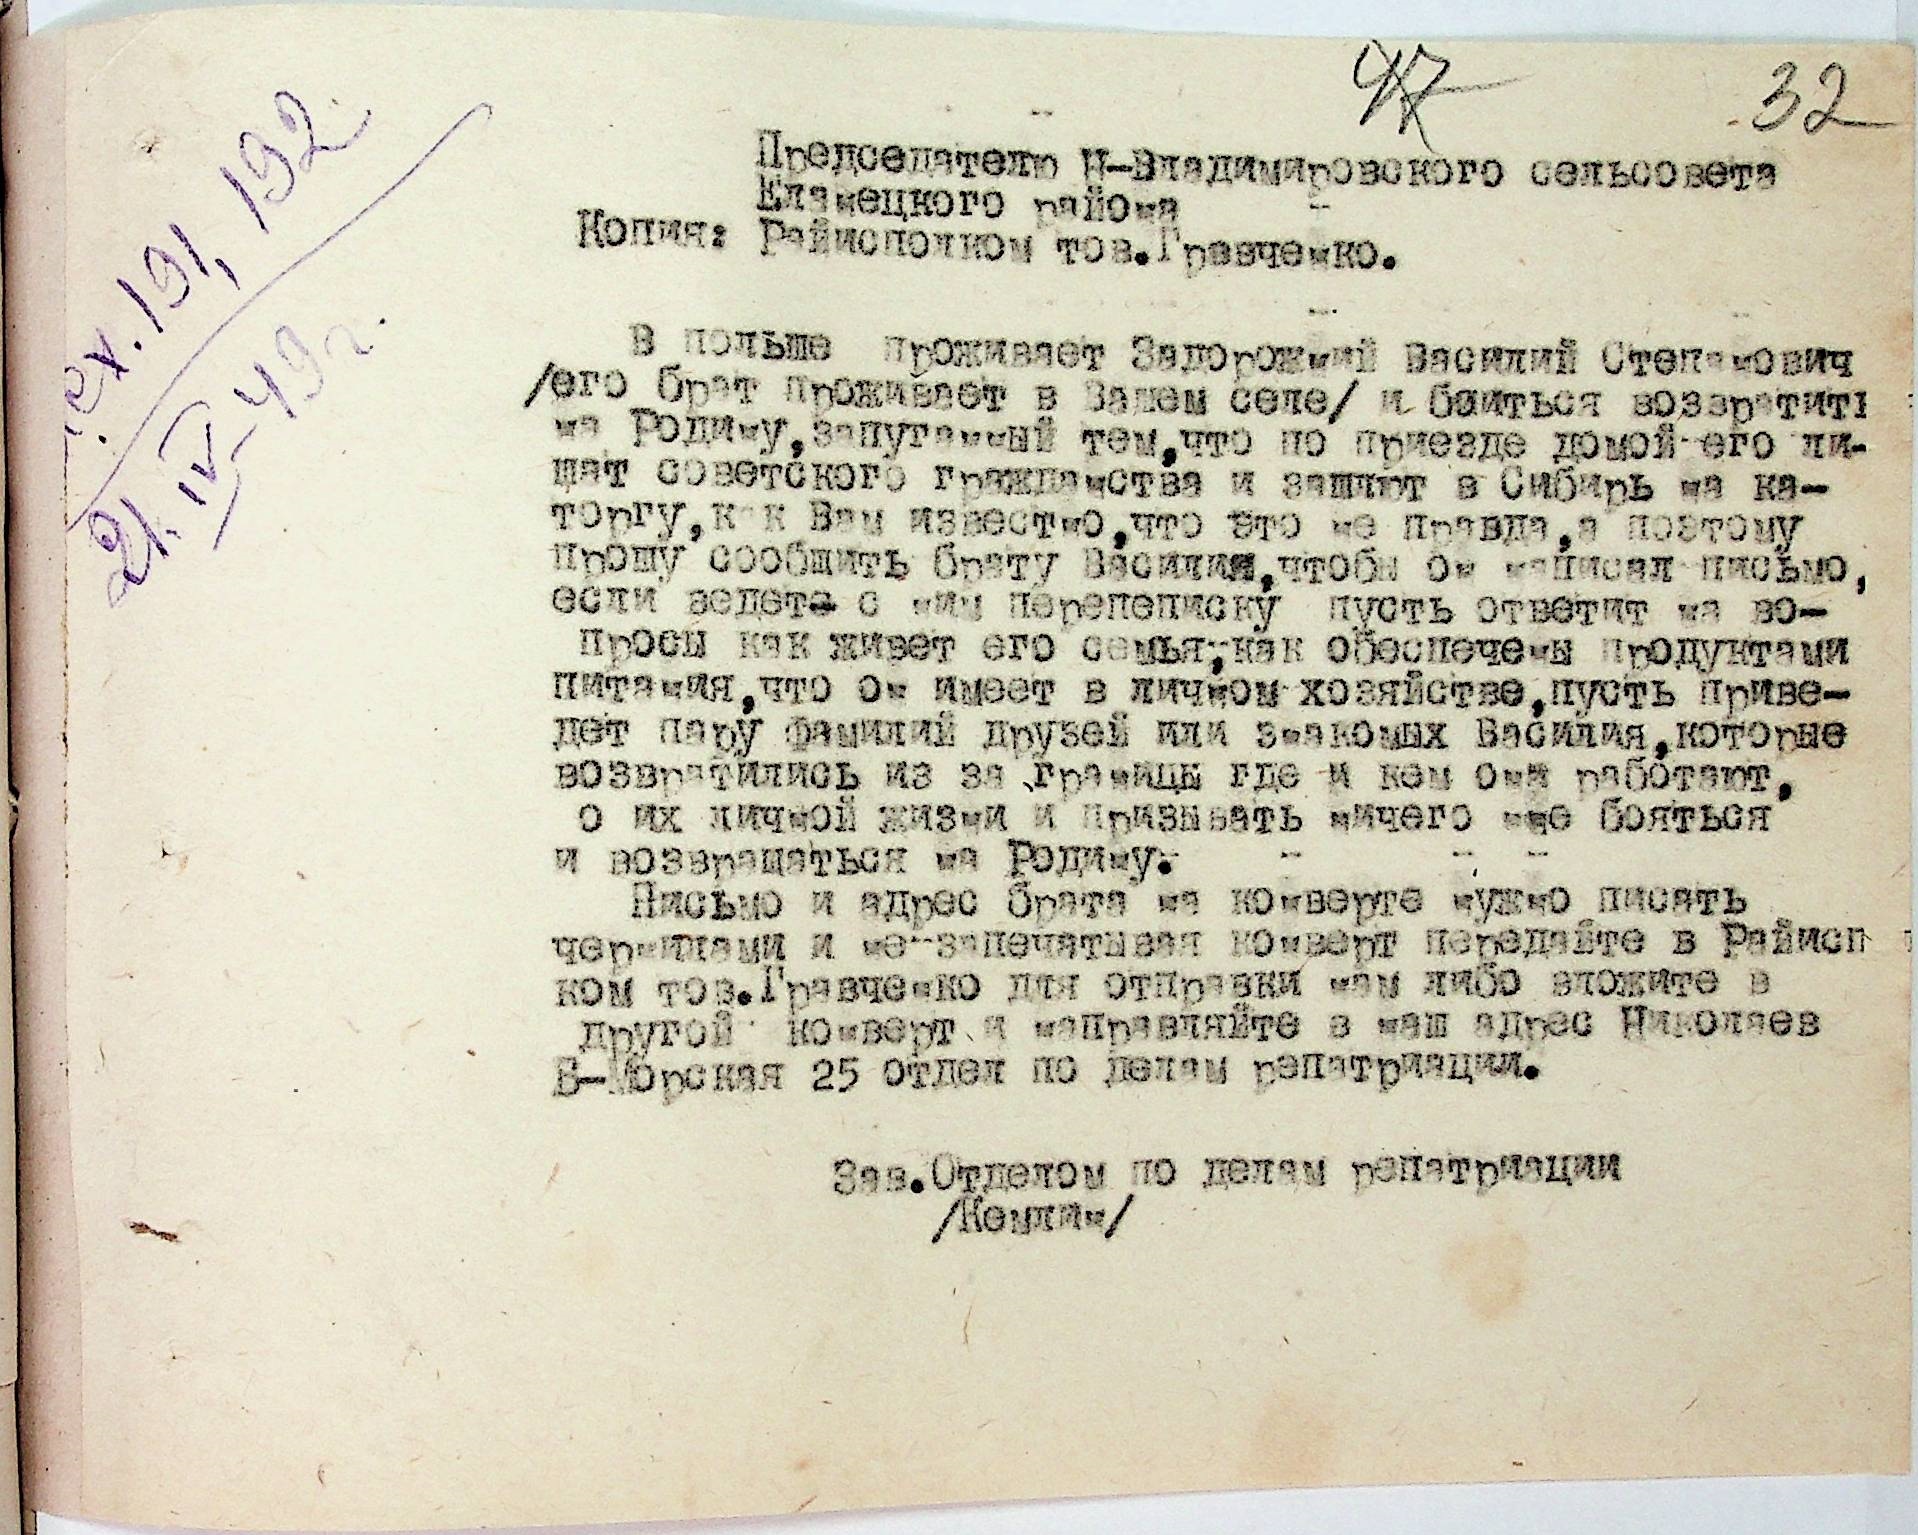 47 32
исх. 191, 192
21.IV-49 г.
Председателю Н-Владимировского сельсовета
Еланецкого района
Копия: Райисполком тов.Гравченко.
В польше проживает Задорожний Василий Степанович
/его брат проживает в Вашем селе/ и боиться возвратить
на Родину,запуганный тем,что по приезде домой его ли-
шат советского гражданства и зашлют в Сибирь на ка-
торгу,как Вам известно,что это не правда,а поэтому
прошу сообщить брату Василия,чтобы он написал письмо,
если ведете с ним перепеписку пусть ответит на во-
просы как живет его семья,как обеспечены продуктами
питания,что он имеет в личном хозяйстве,пусть приве-
дет пару фамилий друзей или знакомых Василия,которые
возвратились из за границы где и кем они работают,
о их личной жизни и призывать ничего не бояться
и возвращаться на Родину.
Письмо и адрес брата на конверте нужно писать
чернилами и не запечатывая конверт передайте в Райисп
ком тов.Гравченко для отправки нам либо вложите в
другой конверт и направляйте в наш адрес Николаев
Б-Морская 25 отдел по делам репатриации.
Зав.Отделом по делам репатриации
/Кемлин/